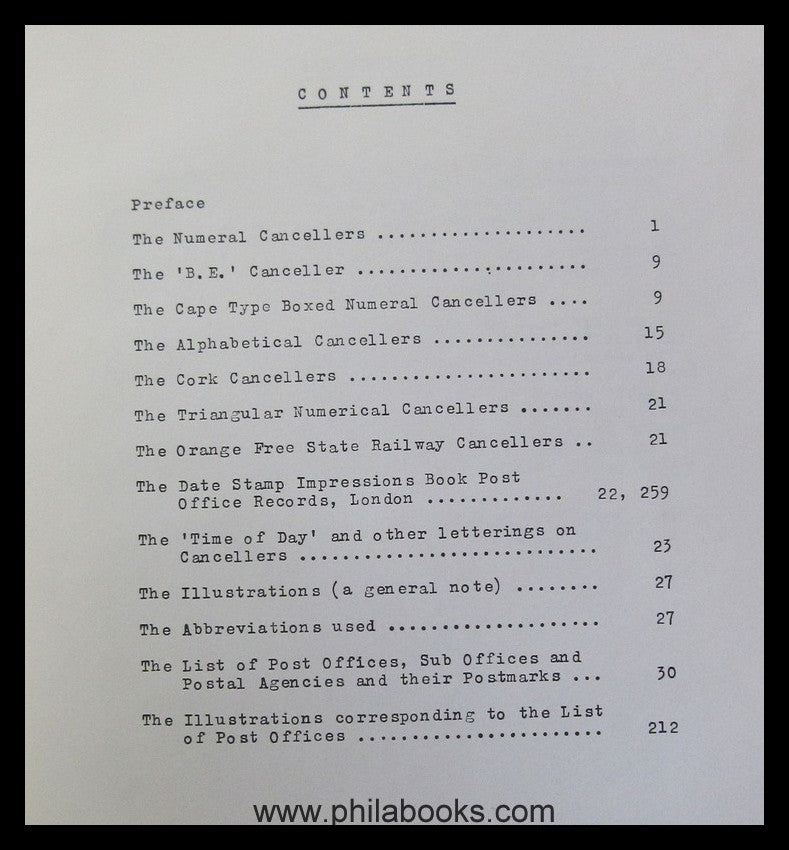 C O N T E N T S
Preface
The Numeral Cancellers .................... 1
The 'B.E.' Canceller ...................... 9
The Cape Type Boxed Numeral Cancellers .... 9
The Alphabetical Cancellers ............... 15
The Cork Cancellers ....................... 18
The Triangular Numerical Cancellers ....... 21
The Orange Free State Railway Cancellers .. 21
The Date Stamp Impressions Book Post
Office Records, London ............. 22, 259
The 'Time of Day' and other letterings on
Cancellers ............................ 23
The Illustrations (a general note) ........ 27
The Abbreviations used .................... 27
The List of Post Offices, Sub Offices and
Postal Agencies and their Postmarks ... 30
The Illustrations corresponding to the List
of Post Offices ....................... 212
www.philabooks.com